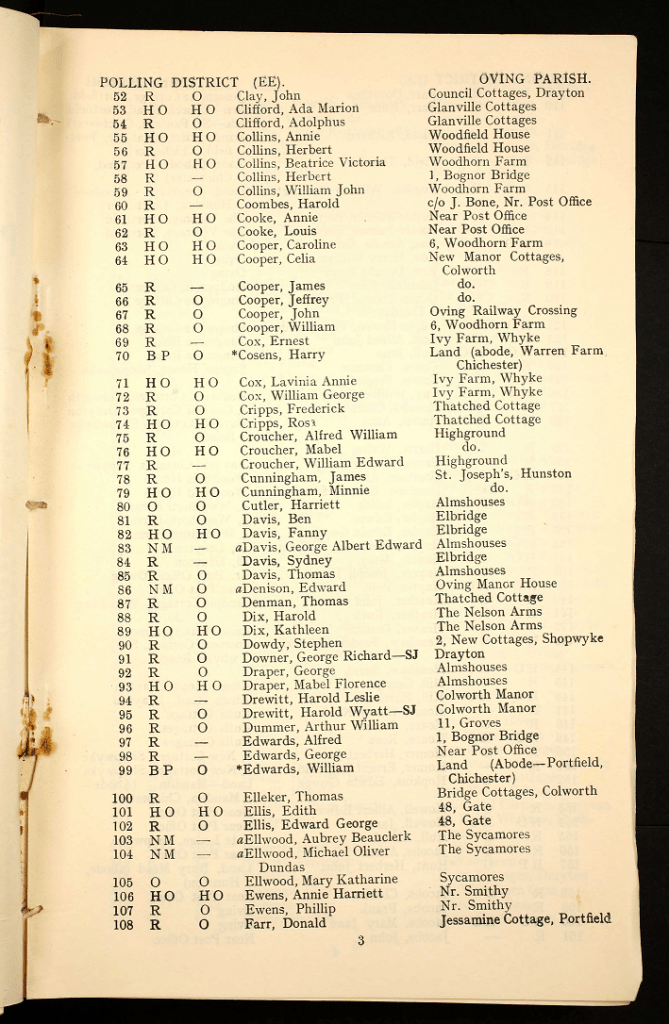 POLLING DISTRICT (EE). OVING PARISH.
52 R O Clay, John Council Cottages, Drayton
53 HO HO Clifford, Ada Marion Glanville Cottages
54 R O Clifford, Adolphus Glanville Cottages
55 HO HO Collins, Annie Woodfield House
56 R O Collins, Herbert Woodfield House
57 HO HO Collins, Beatrice Victoria Woodhorn Farm
58 R — Collins, Herbert 1, Bognor Bridge
59 R O Collins, William John Woodhorn Farm
60 R — Coombes, Harold c/o J. Bone, Nr. Post Office
61 HO HO Cooke, Annie Near Post Office
62 R O Cooke, Louis Near Post Office
63 HO HO Cooper, Caroline 6, Woodhorn Farm
64 HO HO Cooper, Celia New Manor Cottages,
Colworth
65 R — Cooper, James do.
66 R O Cooper, Jeffrey do.
67 R O Cooper, John Oving Railway Crossing
68 R O Cooper, William 6, Woodhorn Farm
69 R — Cox, Ernest Ivy Farm, Whyke
70 BP O *Cosens, Harry Land (abode, Warren Farm
Chichester)
71 HO HO Cox, Lavinia Annie Ivy Farm, Whyke
72 R O Cox, William George Ivy Farm, Whyke
73 R O Cripps, Frederick Thatched Cottage
74 HO HO Cripps, Rosa Thatched Cottage
75 R O Croucher, Alfred William Highground
76 HO HO Croucher, Mabel do.
77 R — Croucher, William Edward Highground
78 R O Cunningham, James St. Joseph's, Hunston
79 HO HO Cunningham, Minnie do.
80 O O Cutler, Harriett Almshouses
81 R O Davis, Ben Elbridge
82 HO HO Davis, Fanny Elbridge
83 NM — aDavis, George Albert Edward Almshouses
84 R — Davis, Sydney Elbridge
85 R O Davis, Thomas Almshouses
86 NM O aDenison, Edward Oving Manor House
87 R O Denman, Thomas Thatched Cottage
88 R O Dix, Harold The Nelson Arms
89 HO HO Dix, Kathleen The Nelson Arms
90 R O Dowdy, Stephen 2, New Cottages, Shopwyke
91 R O Downer, George Richard—SJ Drayton
92 R O Draper, George Almshouses
93 HO HO Draper, Mabel Florence Almshouses
94 R — Drewitt, Harold Leslie Colworth Manor
95 R O Drewitt, Harold Wyatt—SJ Colworth Manor
96 R O Dummer, Arthur William 11, Groves
97 R — Edwards, Alfred 1, Bognor Bridge
98 R — Edwards, George Near Post Office
99 BP O *Edwards, William Land (Abode—Portfield,
Chichester)
100 R O Elleker, Thomas Bridge Cottages, Colworth
101 HO HO Ellis, Edith 48, Gate
102 R O Ellis, Edward George 48, Gate
103 NM — aEllwood, Aubrey Beauclerk The Sycamores
104 NM — aEllwood, Michael Oliver The Sycamores
Dundas
105 O O Ellwood, Mary Katharine Sycamores
106 HO HO Ewens, Annie Harriett Nr. Smithy
107 R O Ewens, Phillip Nr. Smithy
108 R O Farr, Donald Jessamine Cottage, Portfield
3